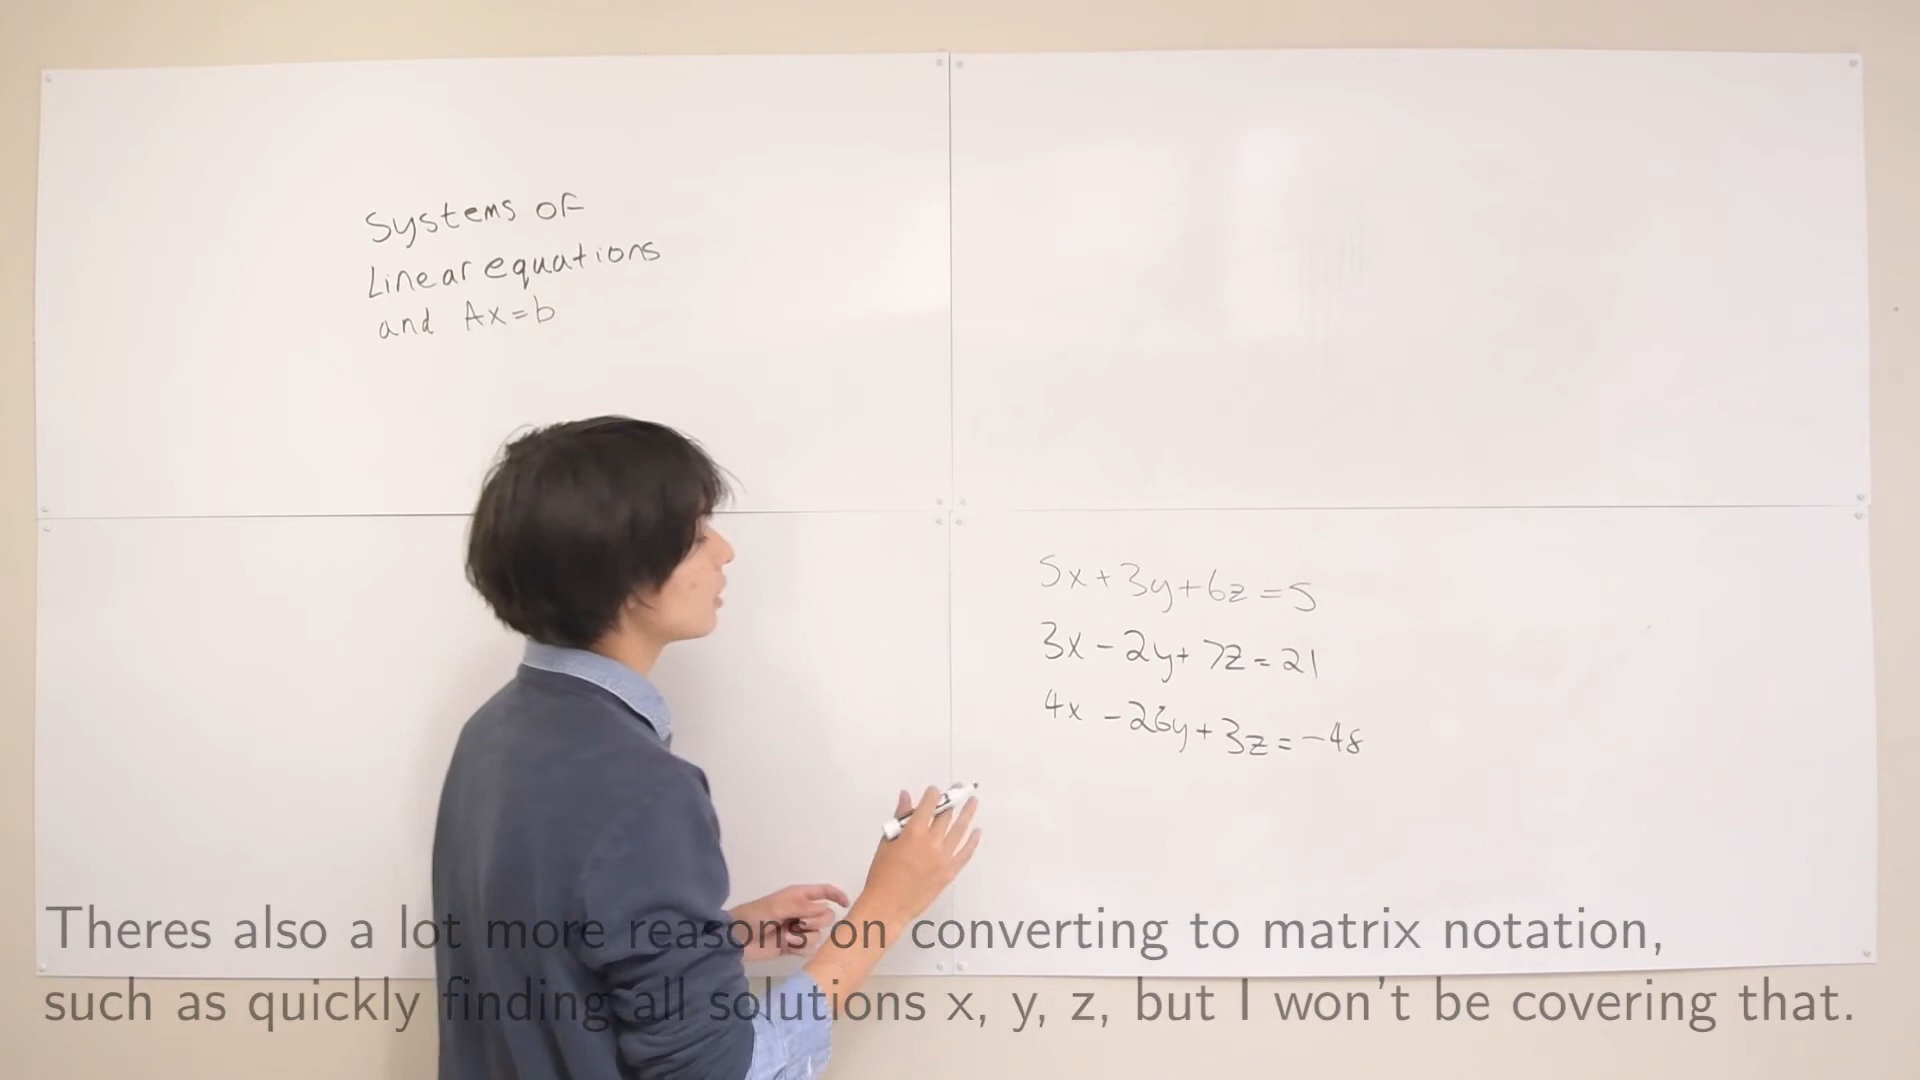 Systems of
Linear equations
and Ax=b
5x+3y+6z=5
3x-2y+7z=21
4x-26y+3z=-48
Theres also a lot more reasons on converting to matrix notation,
such as quickly finding all solutions x, y, z, but I won't be covering that.